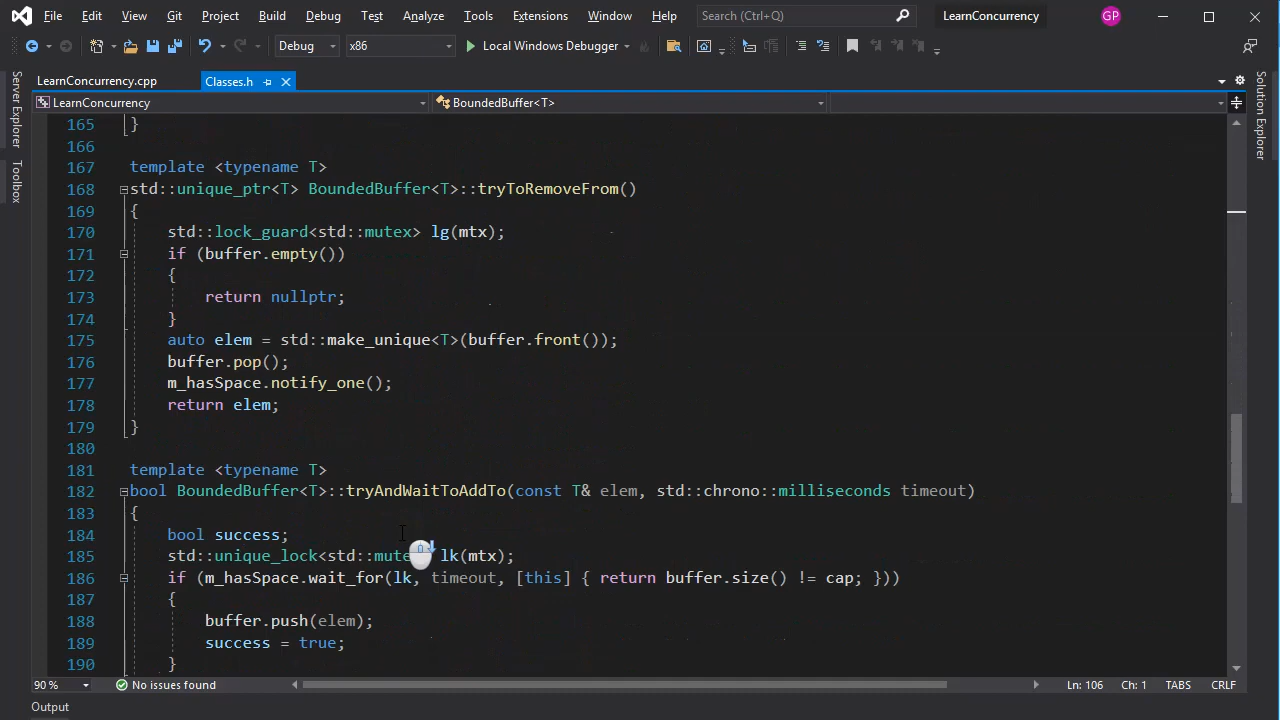 File Edit View Git Project Build Debug Test Analyze Tools Extensions Window Help Search (Ctrl+Q) LearnConcurrency GP
Debug x86 Local Windows Debugger
LearnConcurrency.cpp Classes.h
LearnConcurrency BoundedBuffer<T>
Server Explorer
Toolbox
Solution Explorer
165 }
166
167 template <typename T>
168 std::unique_ptr<T> BoundedBuffer<T>::tryToRemoveFrom()
169 {
170 std::lock_guard<std::mutex> lg(mtx);
171 if (buffer.empty())
172 {
173 return nullptr;
174 }
175 auto elem = std::make_unique<T>(buffer.front());
176 buffer.pop();
177 m_hasSpace.notify_one();
178 return elem;
179 }
180
181 template <typename T>
182 bool BoundedBuffer<T>::tryAndWaitToAddTo(const T& elem, std::chrono::milliseconds timeout)
183 {
184 bool success;
185 std::unique_lock<std::mute lk(mtx);
186 if (m_hasSpace.wait_for(lk, timeout, [this] { return buffer.size() != cap; }))
187 {
188 buffer.push(elem);
189 success = true;
190 }
90 % No issues found Ln: 106 Ch: 1 TABS CRLF
Output